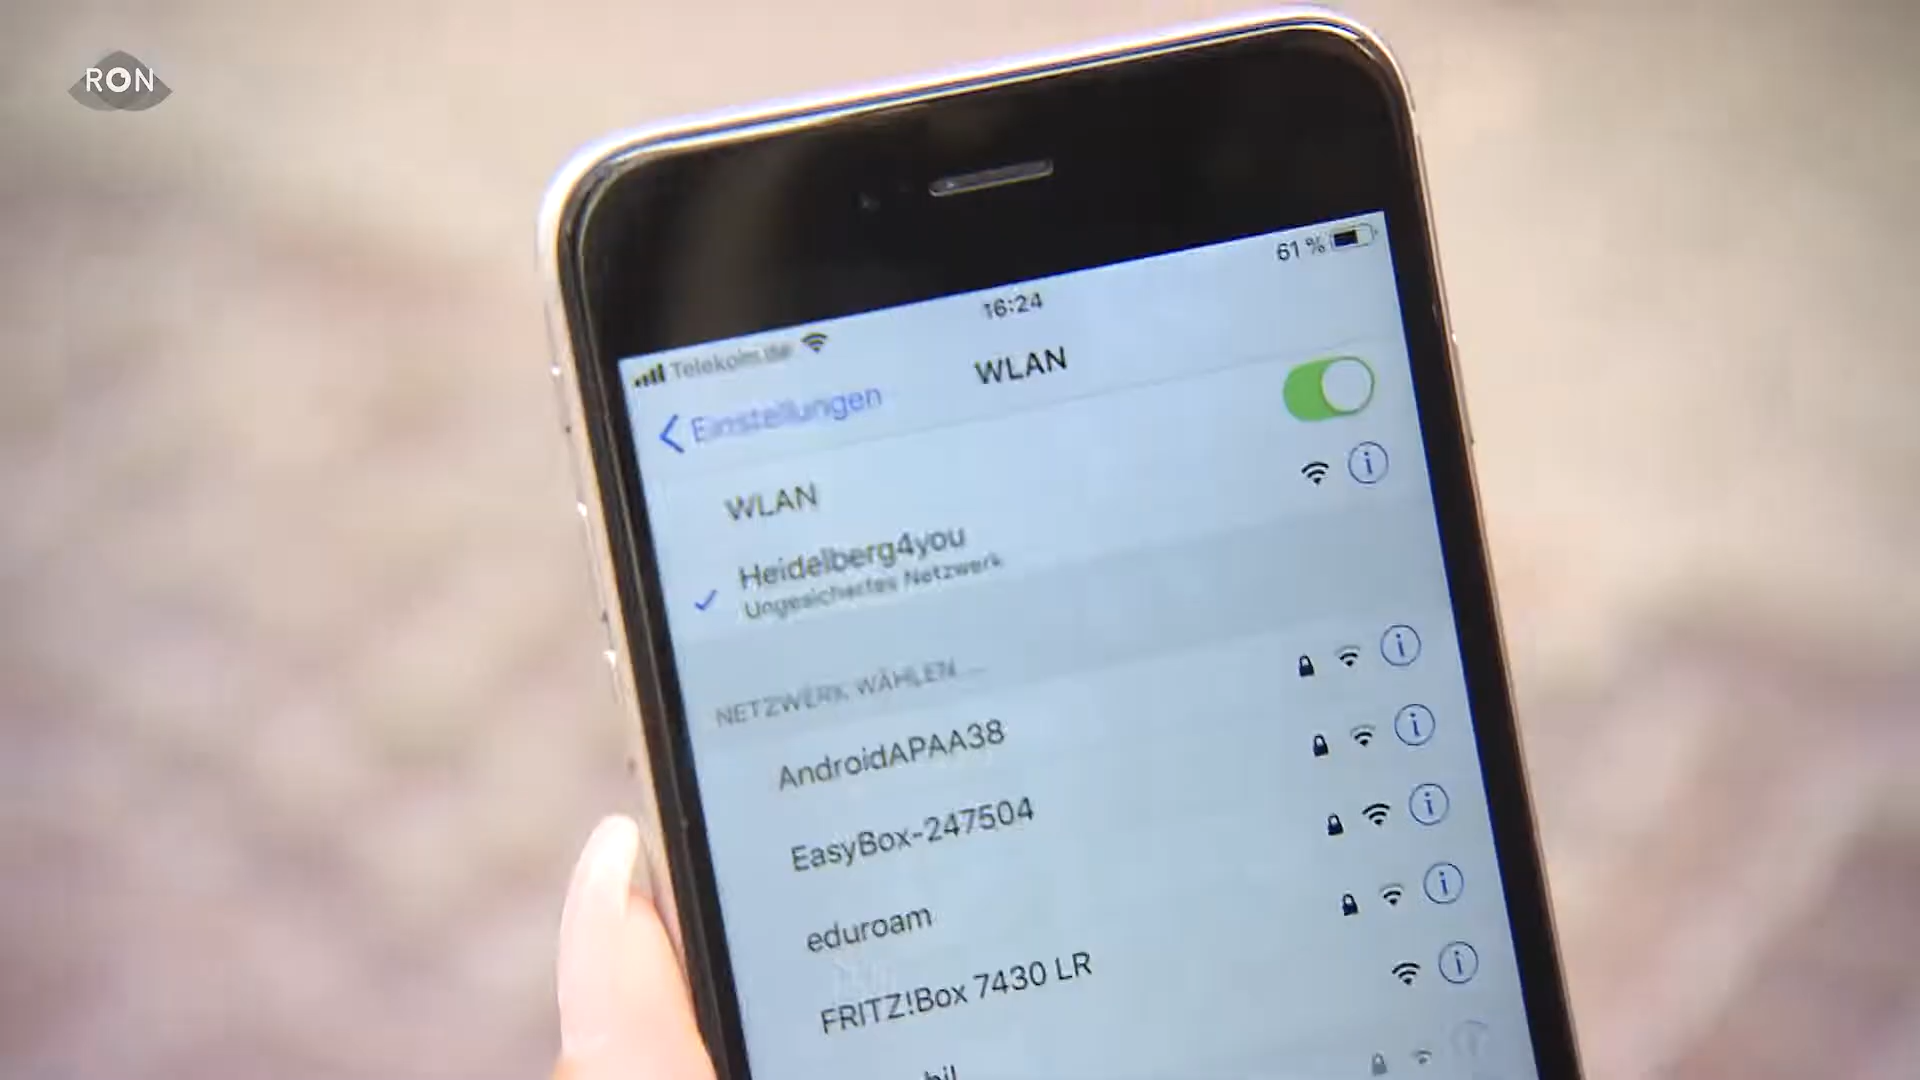 RON
61 %
16:24
Telekom.de
Einstellungen
WLAN
WLAN
Heidelberg4you
Ungesichertes Netzwerk
NETZWERK WÄHLEN ...
AndroidAPAA38
EasyBox-247504
eduroam
FRITZ!Box 7430 LR